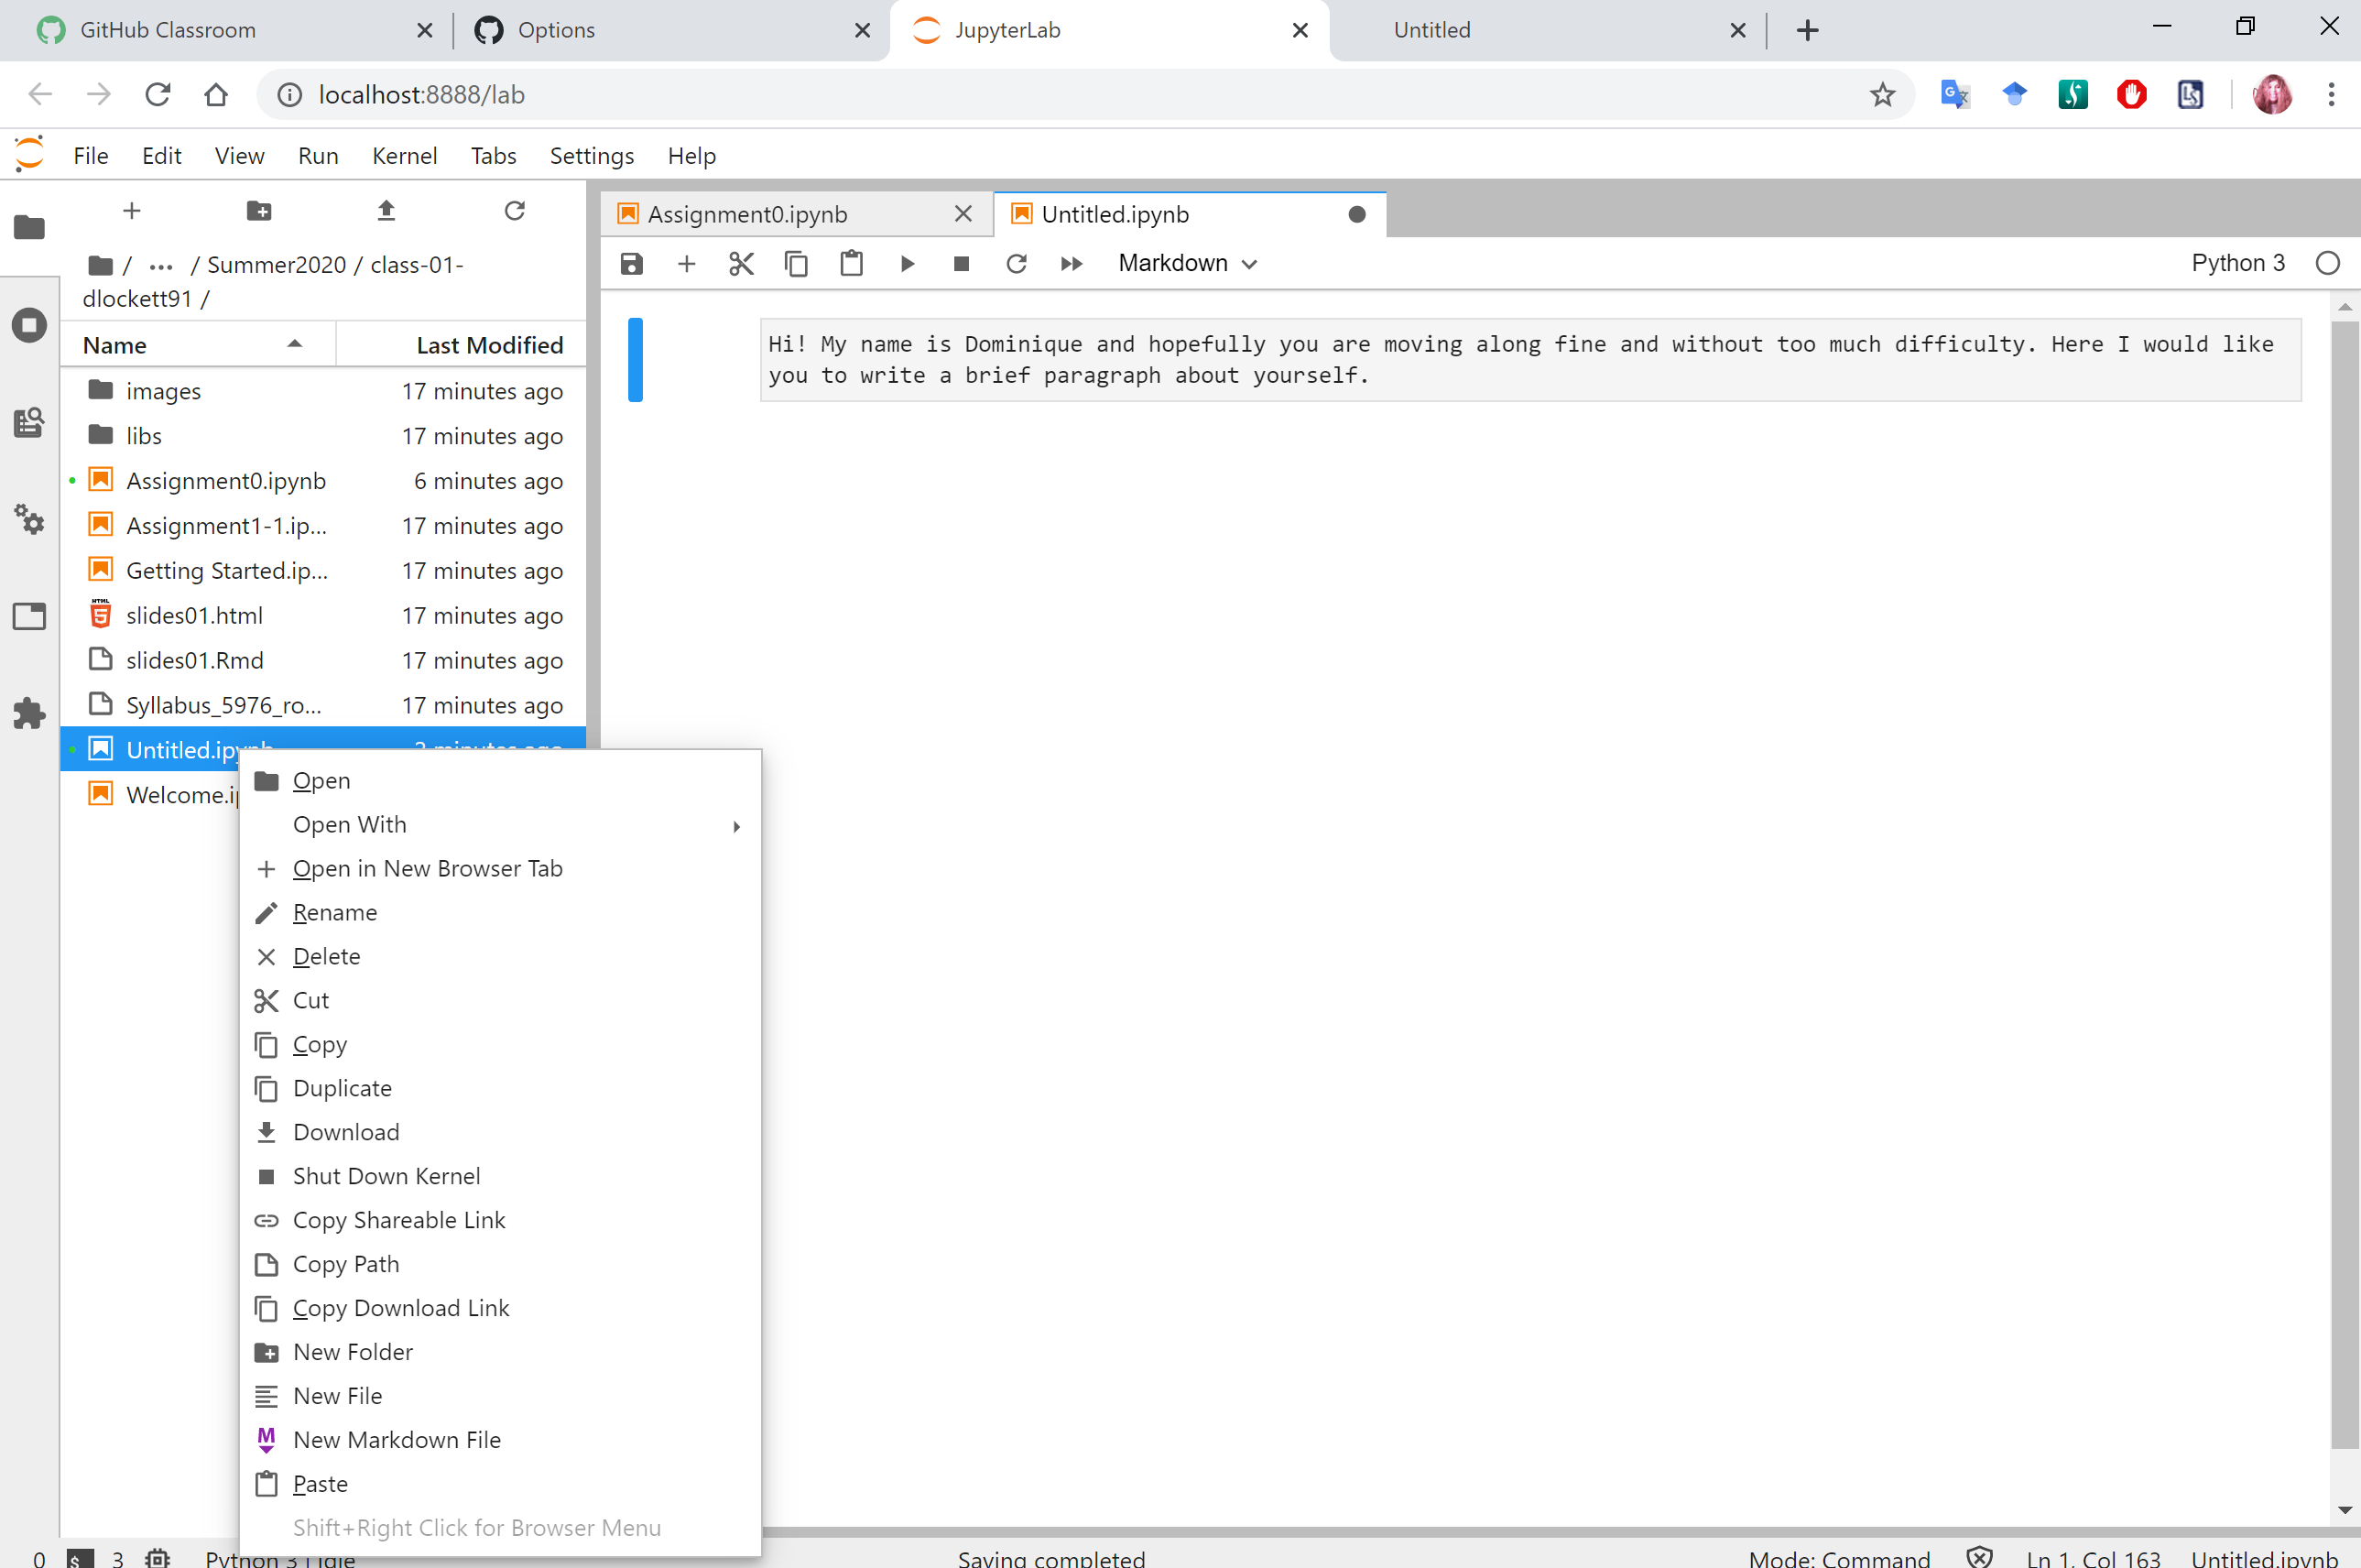 GitHub Classroom
Options
JupyterLab
Untitled
localhost:8888/lab
File Edit View Run Kernel Tabs Settings Help
/ ... / Summer2020 / class-01-
dlockett91 /
Name Last Modified
images 17 minutes ago
libs 17 minutes ago
Assignment0.ipynb 6 minutes ago
Assignment1-1.ip... 17 minutes ago
Getting Started.ip... 17 minutes ago
slides01.html 17 minutes ago
slides01.Rmd 17 minutes ago
Syllabus_5976_ro... 17 minutes ago
Untitled.ipynb
Open
Open With
Open in New Browser Tab
Rename
Delete
Cut
Copy
Duplicate
Download
Shut Down Kernel
Copy Shareable Link
Copy Path
Copy Download Link
New Folder
New File
New Markdown File
Paste
Shift+Right Click for Browser Menu
Assignment0.ipynb
Untitled.ipynb
Markdown
Python 3
Hi! My name is Dominique and hopefully you are moving along fine and without too much difficulty. Here I would like
you to write a brief paragraph about yourself.
0 $ 3 Python 3 | Idle
Saving completed
Mode: Command
Ln 1, Col 163
Untitled.ipynb